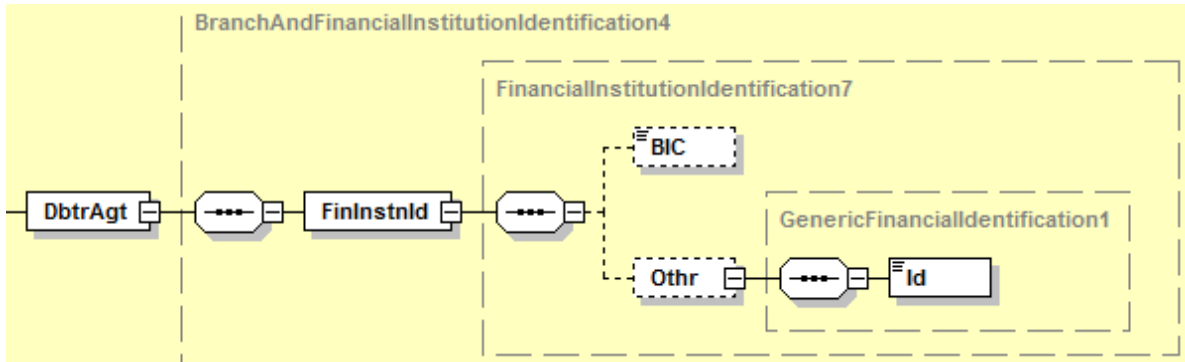 BranchAndFinancialInstitutionIdentification4
FinancialInstitutionIdentification7
BIC
DbtrAgt
FinInstnId
GenericFinancialIdentification1
Othr
Id